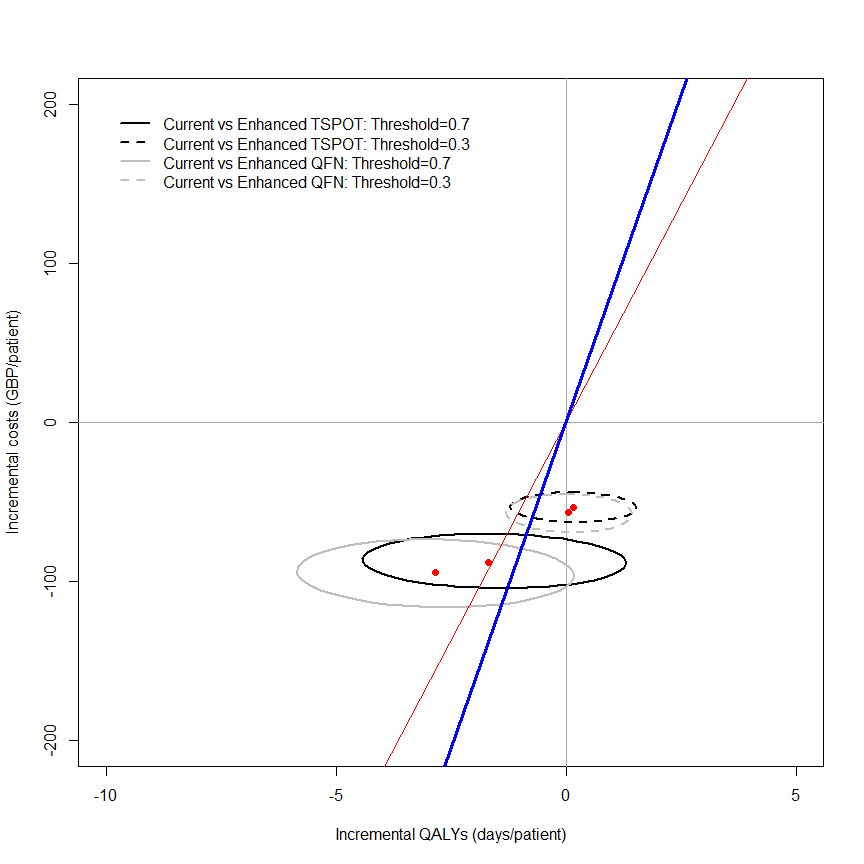 Current vs Enhanced TSPOT: Threshold=0.7
Current vs Enhanced TSPOT: Threshold=0.3
Current vs Enhanced QFN: Threshold=0.7
Current vs Enhanced QFN: Threshold=0.3
Incremental costs (GBP/patient)
200
100
0
-100
-200
-10
-5
0
5
Incremental QALYs (days/patient)